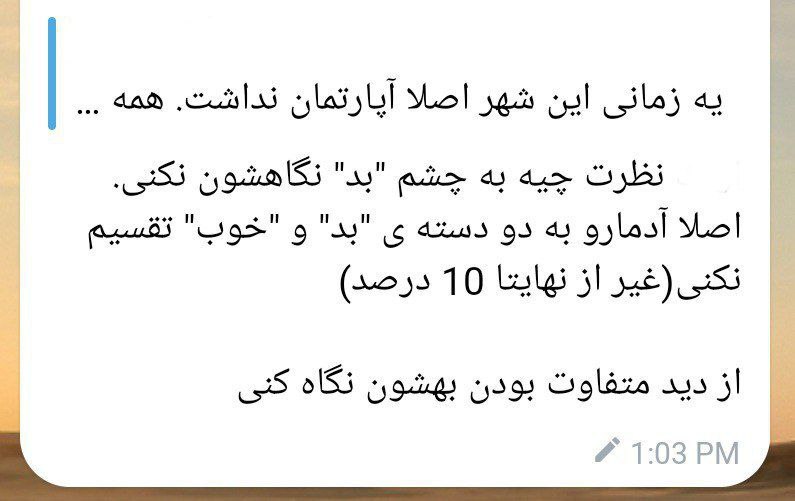 یه زمانی این شهر اصلا آپارتمان نداشت. همه ...
نظرت چیه به چشم "بد" نگاهشون نکنی.
اصلا آدمارو به دو دسته ی "بد" و "خوب" تقسیم
نکنی(غیر از نهایتا 10 درصد)
از دید متفاوت بودن بهشون نگاه کنی
1:03 PM